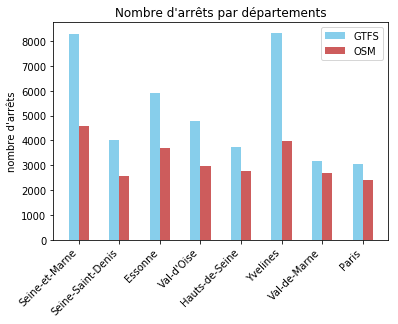 Nombre d'arrêts par départements
GTFS
OSM
nombre d'arrêts
8000
7000
6000
5000
4000
3000
2000
1000
0
Seine-et-Marne
Seine-Saint-Denis
Essonne
Val-d'Oise
Hauts-de-Seine
Yvelines
Val-de-Marne
Paris